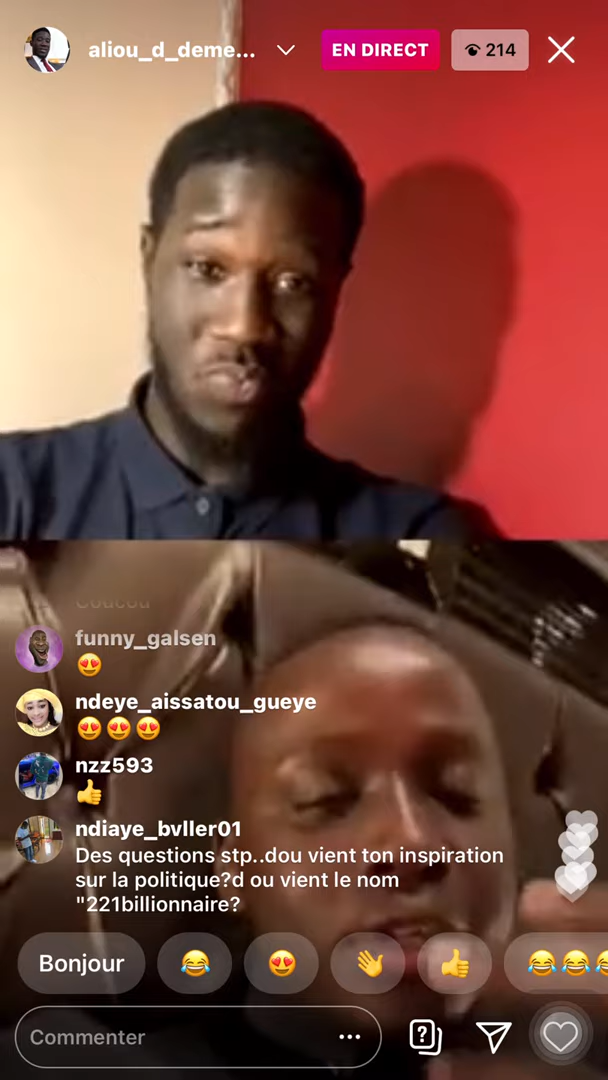 aliou_d_deme...
EN DIRECT
214
Coucou
funny_galsen
😍
ndeye_aissatou_gueye
😍😍😍
nzz593
👍
ndiaye_bvller01
Des questions stp..dou vient ton inspiration
sur la politique?d ou vient le nom
"221billionnaire?
Bonjour
😂 😍 👋 👍 😂😂
Commenter